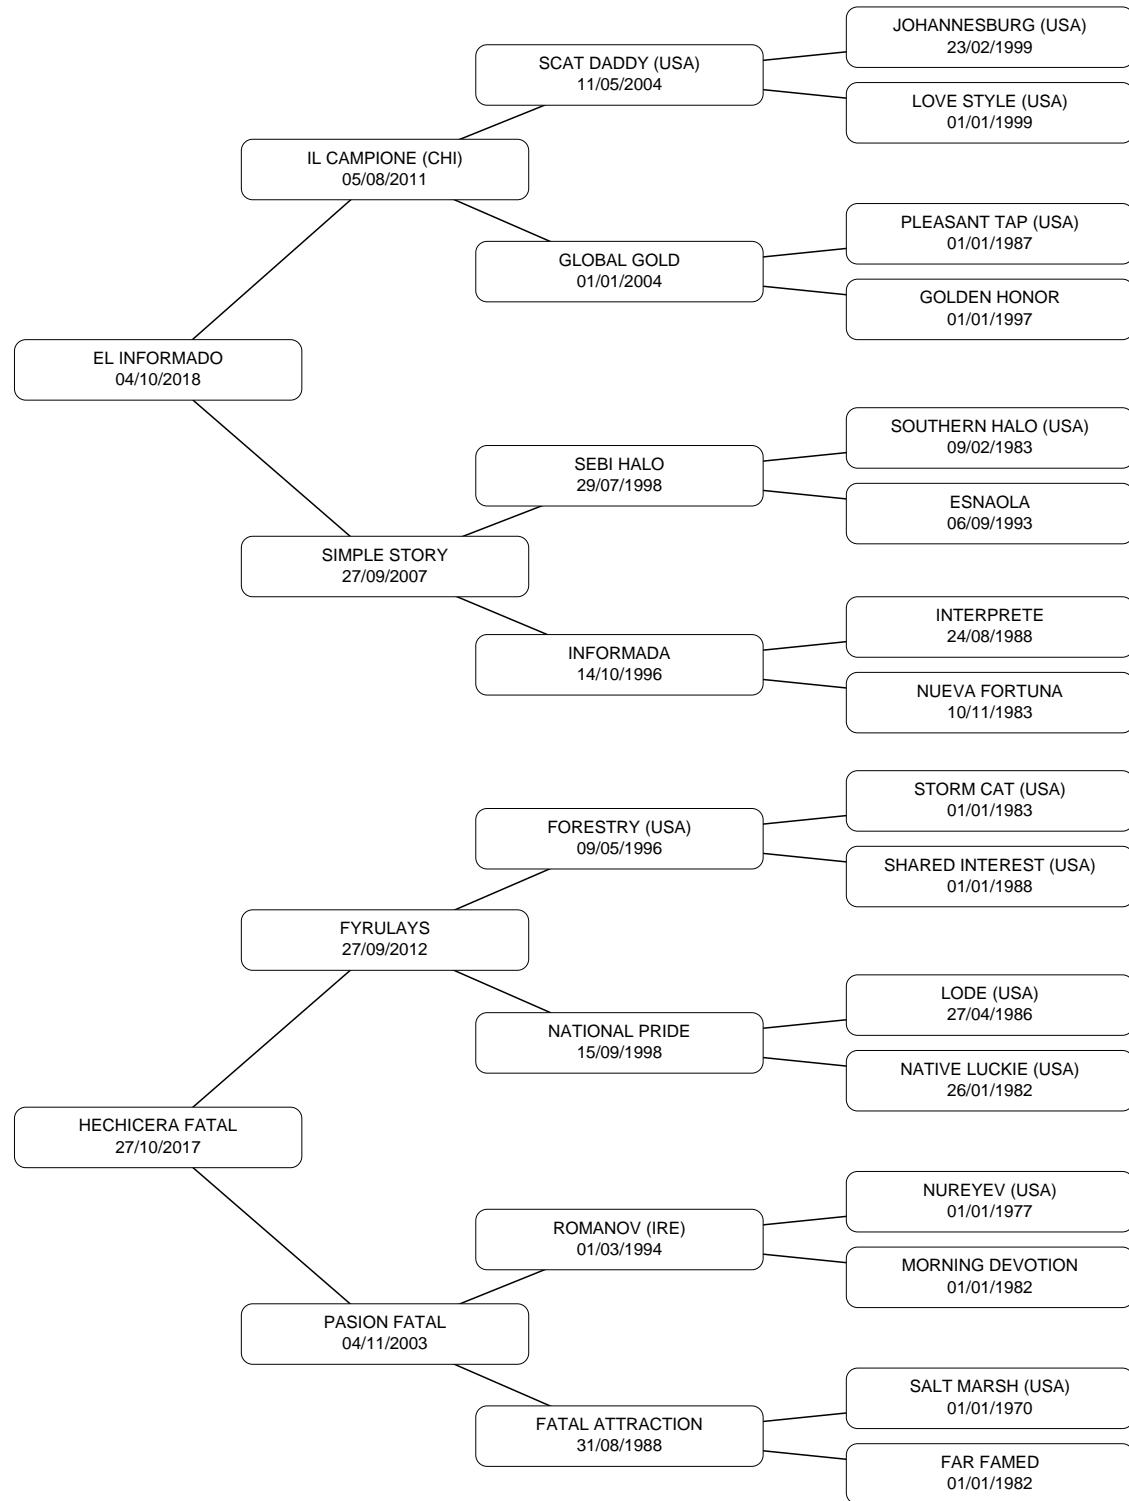 JOHANNESBURG (USA)
23/02/1999
SCAT DADDY (USA)
11/05/2004
LOVE STYLE (USA)
01/01/1999
IL CAMPIONE (CHI)
05/08/2011
PLEASANT TAP (USA)
01/01/1987
GLOBAL GOLD
01/01/2004
GOLDEN HONOR
01/01/1997
EL INFORMADO
04/10/2018
SOUTHERN HALO (USA)
09/02/1983
SEBI HALO
29/07/1998
ESNAOLA
06/09/1993
SIMPLE STORY
27/09/2007
INTERPRETE
24/08/1988
INFORMADA
14/10/1996
NUEVA FORTUNA
10/11/1983
STORM CAT (USA)
01/01/1983
FORESTRY (USA)
09/05/1996
SHARED INTEREST (USA)
01/01/1988
FYRULAYS
27/09/2012
LODE (USA)
27/04/1986
NATIONAL PRIDE
15/09/1998
NATIVE LUCKIE (USA)
26/01/1982
HECHICERA FATAL
27/10/2017
NUREYEV (USA)
01/01/1977
ROMANOV (IRE)
01/03/1994
MORNING DEVOTION
01/01/1982
PASION FATAL
04/11/2003
SALT MARSH (USA)
01/01/1970
FATAL ATTRACTION
31/08/1988
FAR FAMED
01/01/1982